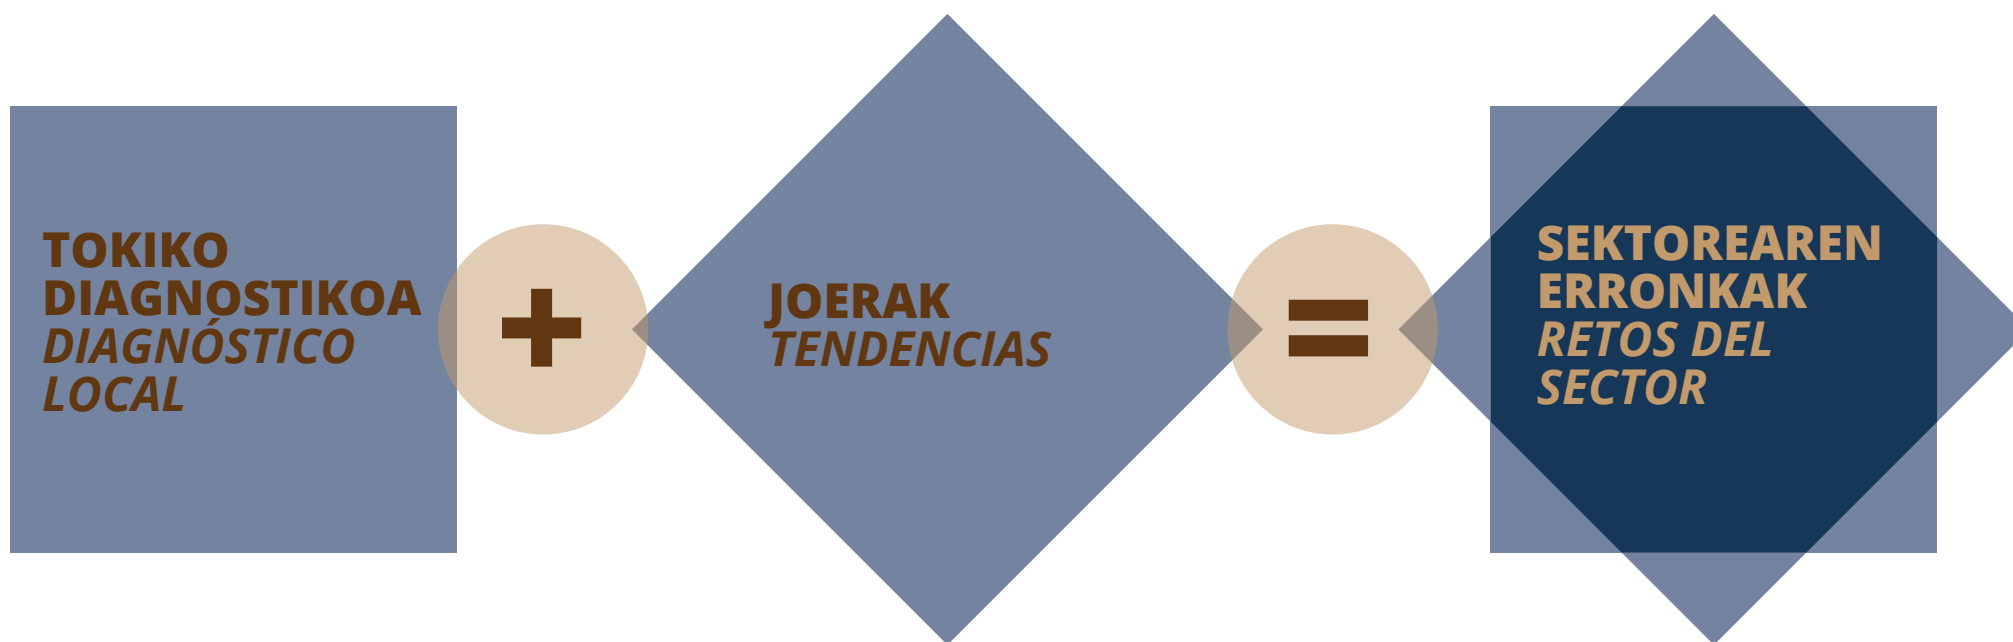 TOKIKO
DIAGNOSTIKOA
DIAGNÓSTICO
LOCAL
+
JOERAK
TENDENCIAS
=
SEKTOREAREN
ERRONKAK
RETOS DEL
SECTOR